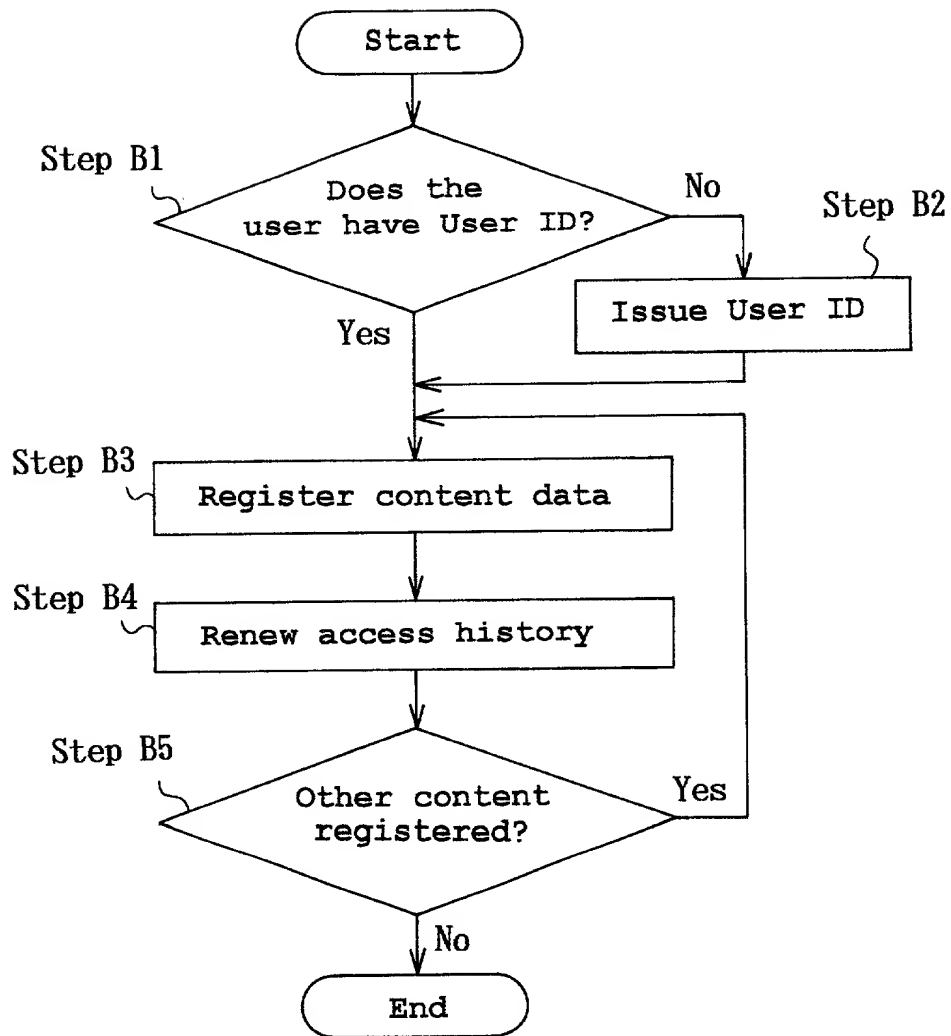 Start
Step B1
Does the
user have User ID?
No
Step B2
Issue User ID
Yes
Step B3
Register content data
Step B4
Renew access history
Step B5
Other content
registered?
Yes
No
End